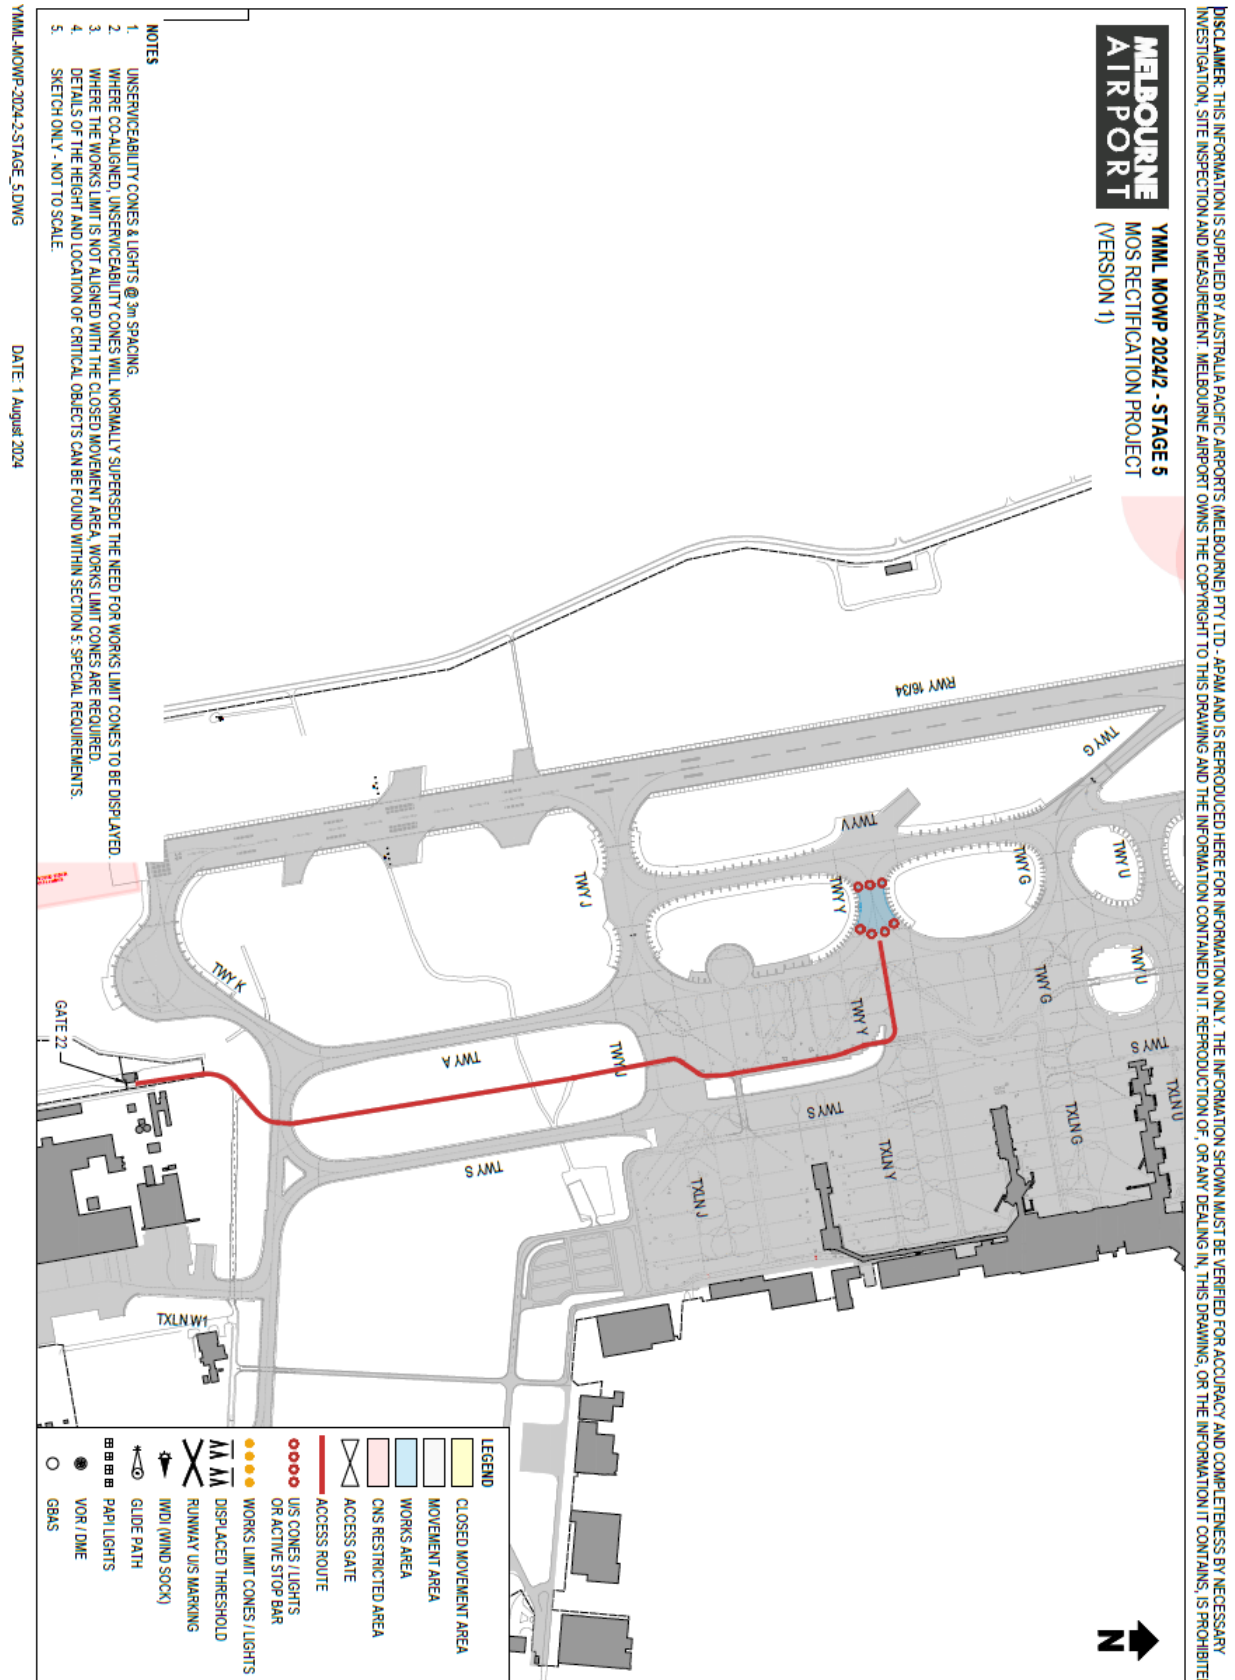 DISCLAIMER: THIS INFORMATION IS SUPPLIED BY AUSTRALIA PACIFIC AIRPORTS (MELBOURNE) PTY LTD - APAM AND IS REPRODUCED HERE FOR INFORMATION ONLY. THE INFORMATION SHOWN MUST BE VERIFIED FOR ACCURACY AND COMPLETENESS BY NECESSARY
INVESTIGATION, SITE INSPECTION AND MEASUREMENT. MELBOURNE AIRPORT OWNS THE COPYRIGHT TO THIS DRAWING AND THE INFORMATION CONTAINED IN IT. REPRODUCTION OF, OR ANY DEALING IN, THIS DRAWING, OR THE INFORMATION IT CONTAINS, IS PROHIBITE
MELBOURNE
AIRPORT
YMML MOWP 2024/2 - STAGE 5
MOS RECTIFICATION PROJECT
(VERSION 1)
N
RWY 16/34
TWY G
TWY V
TWY G
TWY U
TWY Y
TWY J
TWY U
TWY G
TWY Y
TWY S
TXLN U
TXLN G
TWY K
TWY A
TWY J
TWY S
TXLN Y
TWY S
TXLN J
GATE 22
TXLN W1
LEGEND
CLOSED MOVEMENT AREA
MOVEMENT AREA
WORKS AREA
CNS RESTRICTED AREA
ACCESS GATE
ACCESS ROUTE
U/S CONES / LIGHTS
OR ACTIVE STOP BAR
WORKS LIMIT CONES / LIGHTS
DISPLACED THRESHOLD
RUNWAY U/S MARKING
IWDI (WIND SOCK)
GLIDE PATH
PAPI LIGHTS
VOR / DME
GBAS
NOTES
1. UNSERVICEABILITY CONES & LIGHTS @ 3m SPACING.
2. WHERE CO-ALIGNED, UNSERVICEABILITY CONES WILL NORMALLY SUPERSEDE THE NEED FOR WORKS LIMIT CONES TO BE DISPLAYED.
3. WHERE THE WORKS LIMIT IS NOT ALIGNED WITH THE CLOSED MOVEMENT AREA, WORKS LIMIT CONES ARE REQUIRED.
4. DETAILS OF THE HEIGHT AND LOCATION OF CRITICAL OBJECTS CAN BE FOUND WITHIN SECTION 5: SPECIAL REQUIREMENTS.
5. SKETCH ONLY - NOT TO SCALE.
YMML-MOWP-2024-2-STAGE_5.DWG
DATE: 1 August 2024